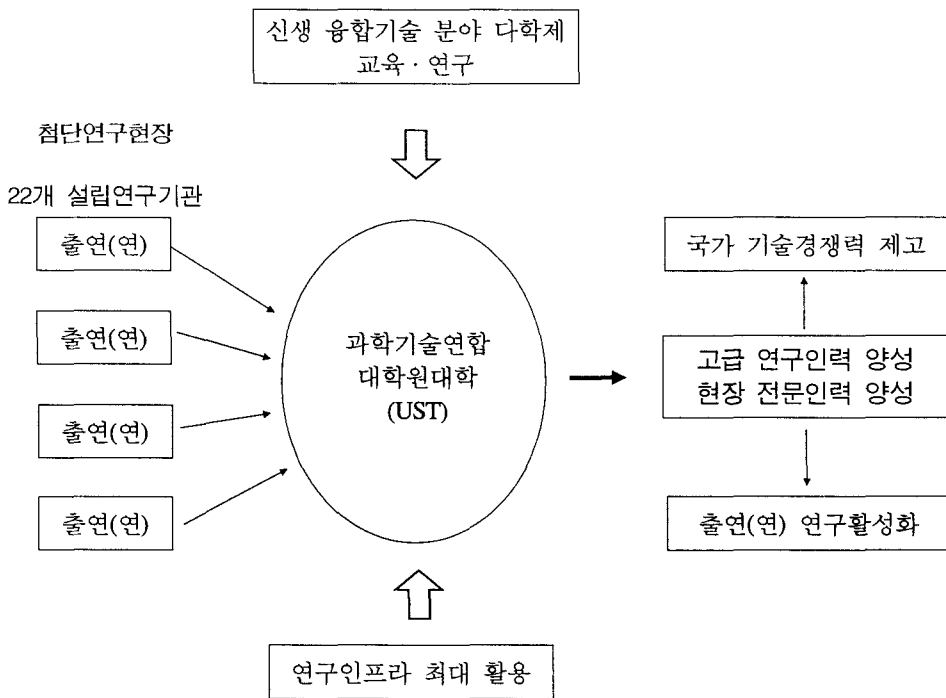 신생 융합기술 분야 다학제
교육 · 연구
첨단연구현장
22개 설립연구기관
출연(연)
출연(연)
출연(연)
출연(연)
과학기술연합
대학원대학
(UST)
국가 기술경쟁력 제고
고급 연구인력 양성
현장 전문인력 양성
출연(연) 연구활성화
연구인프라 최대 활용